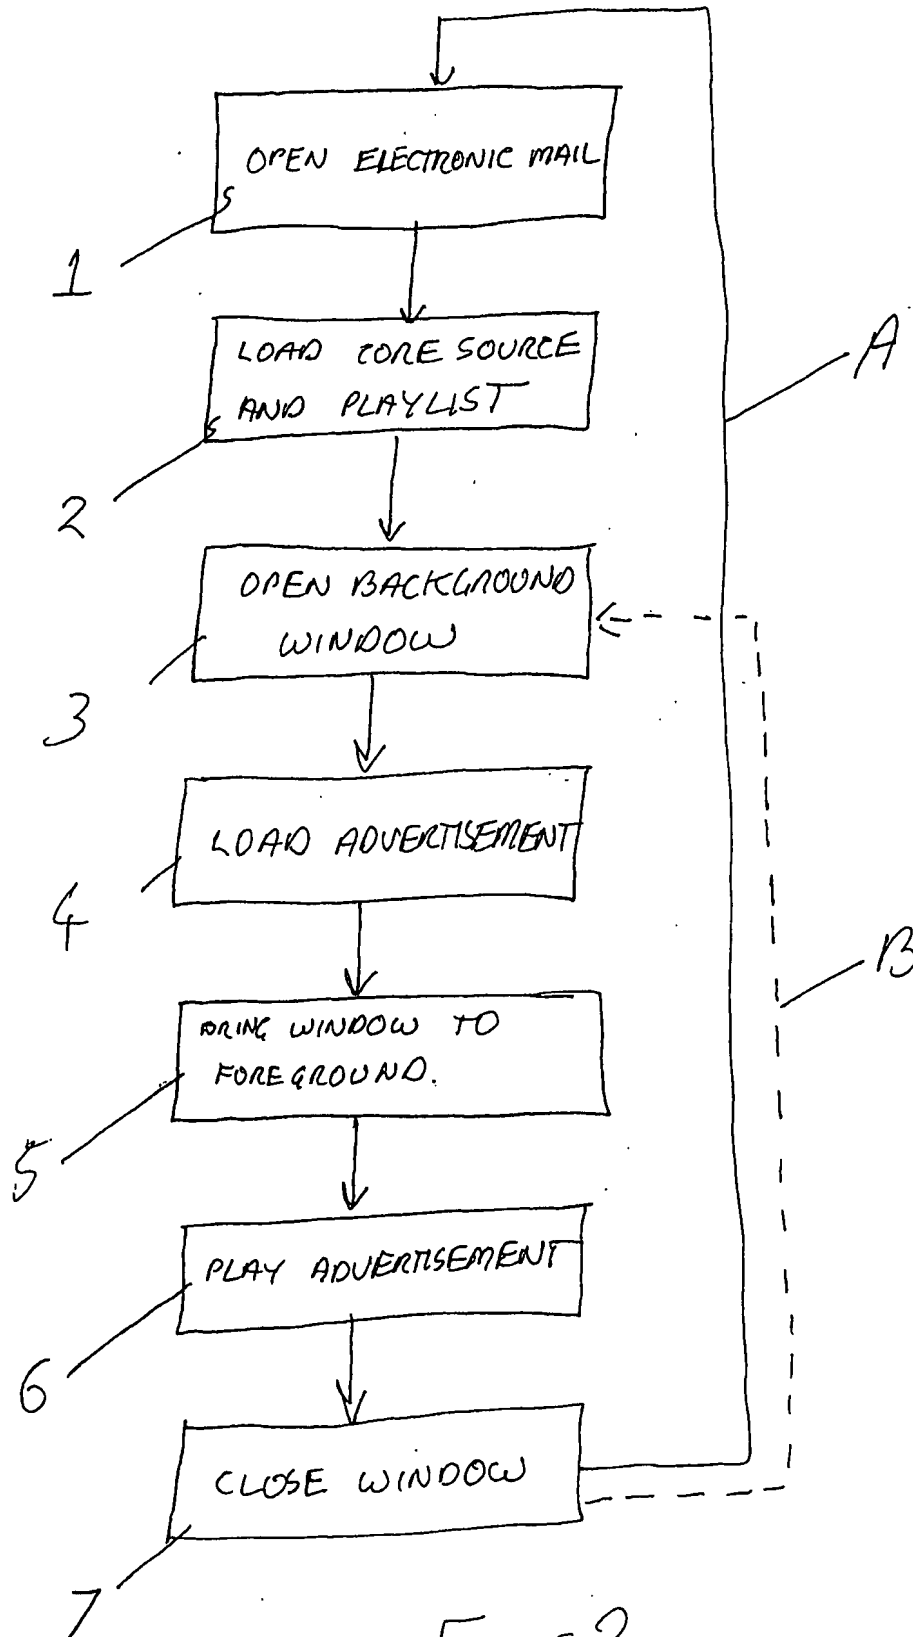 OPEN ELECTRONIC MAIL
1
LOAD CORE SOURCE
AND PLAYLIST
A
2
OPEN BACKGROUND
WINDOW
3
LOAD ADVERTISEMENT
4
B
BRING WINDOW TO
FOREGROUND.
5
PLAY ADVERTISEMENT
6
CLOSE WINDOW
7